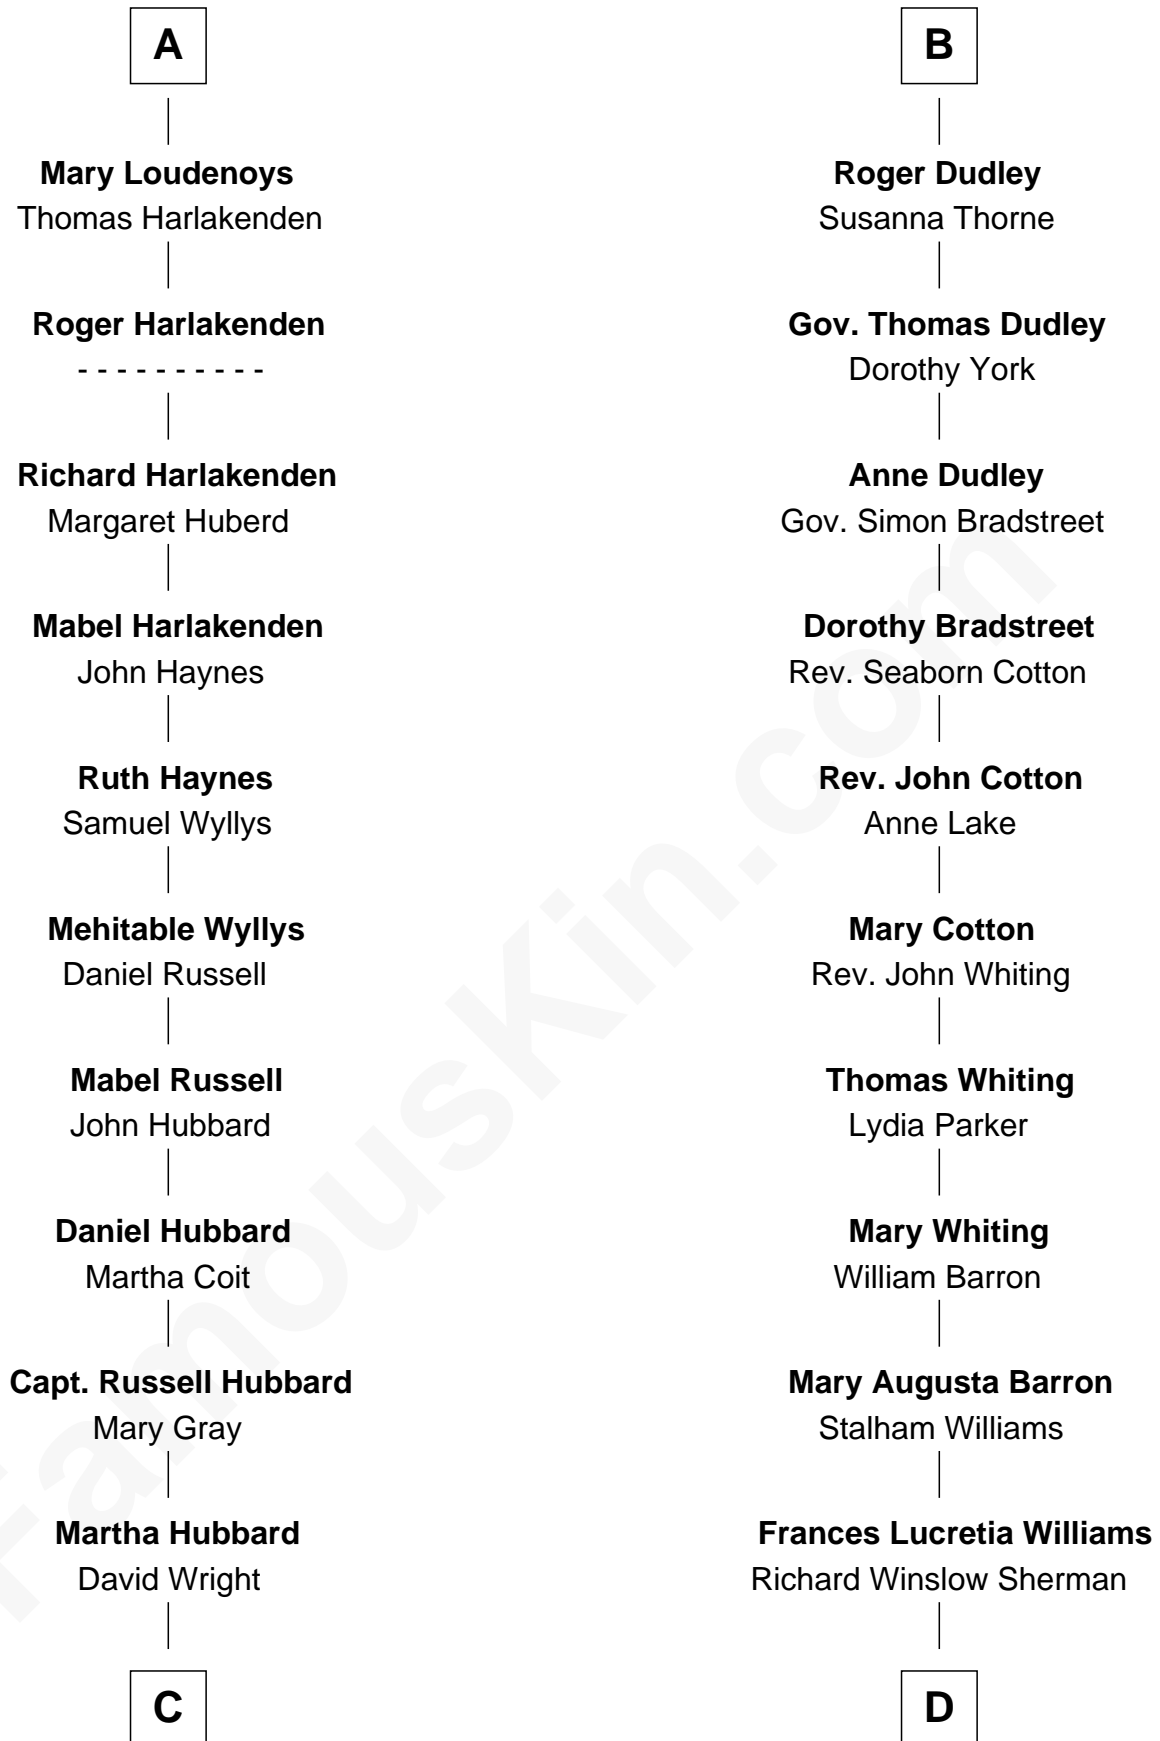 A
Mary Loudenoys
Thomas Harlakenden
Roger Harlakenden
- - - - - - - - - -
Richard Harlakenden
Margaret Huberd
Mabel Harlakenden
John Haynes
Ruth Haynes
Samuel Wyllys
Mehitable Wyllys
Daniel Russell
Mabel Russell
John Hubbard
Daniel Hubbard
Martha Coit
Capt. Russell Hubbard
Mary Gray
Martha Hubbard
David Wright
C
B
Roger Dudley
Susanna Thorne
Gov. Thomas Dudley
Dorothy York
Anne Dudley
Gov. Simon Bradstreet
Dorothy Bradstreet
Rev. Seaborn Cotton
Rev. John Cotton
Anne Lake
Mary Cotton
Rev. John Whiting
Thomas Whiting
Lydia Parker
Mary Whiting
William Barron
Mary Augusta Barron
Stalham Williams
Frances Lucretia Williams
Richard Winslow Sherman
D
FamousKin.com